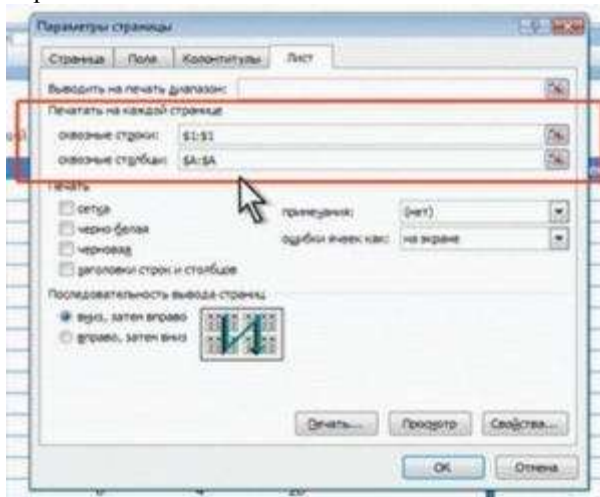 Параметры страницы
Страница Поля Колонтитулы Лист
Выводить на печать диапазон:
Печатать на каждой странице
сквозные строки: $1:$1
сквозные столбцы: $A:$A
Печать
сетка
черно-белая
черновая
заголовки строк и столбцов
примечания: (нет)
ошибки ячеек как: на экране
Последовательность вывода страниц
вниз, затем вправо
вправо, затем вниз
Печать... Просмотр Свойства...
ОК Отмена